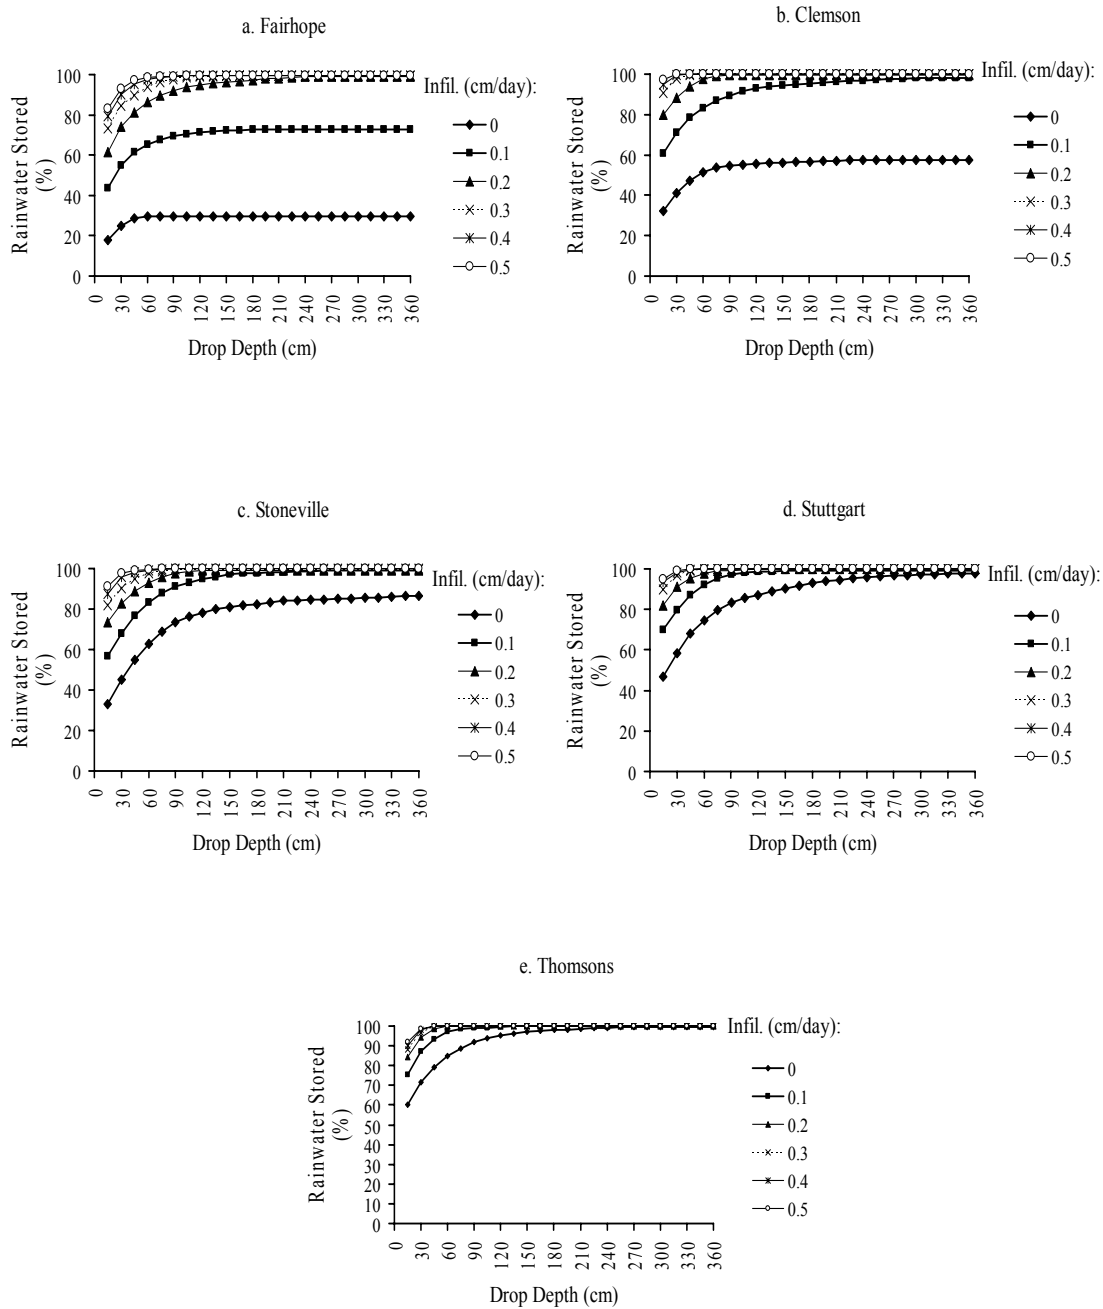 a. Fairhope
Rainwater Stored
(%)
100
80
60
40
20
0
0 30 60 90 120 150 180 210 240 270 300 330 360
Drop Depth (cm)
Infil. (cm/day):
0
0.1
0.2
0.3
0.4
0.5
b. Clemson
Rainwater Stored
(%)
100
80
60
40
20
0
0 30 60 90 120 150 180 210 240 270 300 330 360
Drop Depth (cm)
Infil. (cm/day):
0
0.1
0.2
0.3
0.4
0.5
c. Stoneville
Rainwater Stored
(%)
100
80
60
40
20
0
0 30 60 90 120 150 180 210 240 270 300 330 360
Drop Depth (cm)
Infil. (cm/day):
0
0.1
0.2
0.3
0.4
0.5
d. Stuttgart
Rainwater Stored
(%)
100
80
60
40
20
0
0 30 60 90 120 150 180 210 240 270 300 330 360
Drop Depth (cm)
Infil. (cm/day):
0
0.1
0.2
0.3
0.4
0.5
e. Thomsons
Rainwater Stored
(%)
100
90
80
70
60
50
40
30
20
10
0
0 30 60 90 120 150 180 210 240 270 300 330 360
Drop Depth (cm)
Infil. (cm/day):
0
0.1
0.2
0.3
0.4
0.5